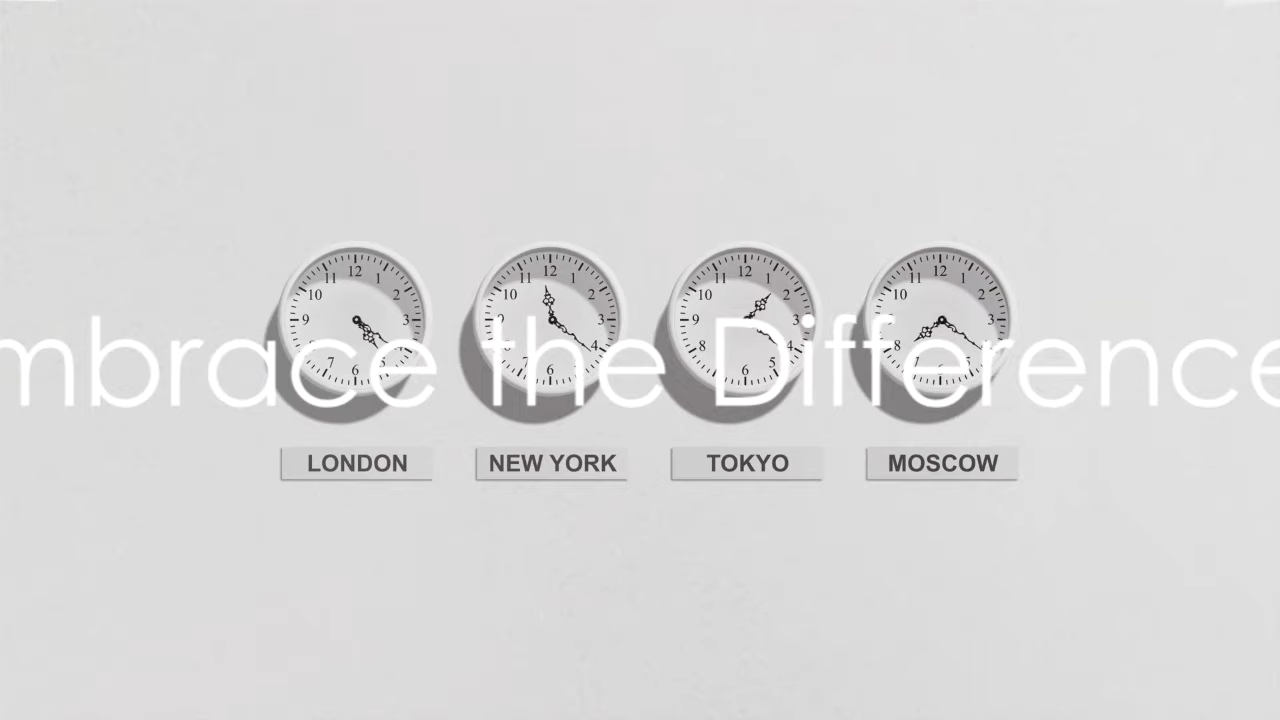 mbrace the Difference
LONDON
NEW YORK
TOKYO
MOSCOW